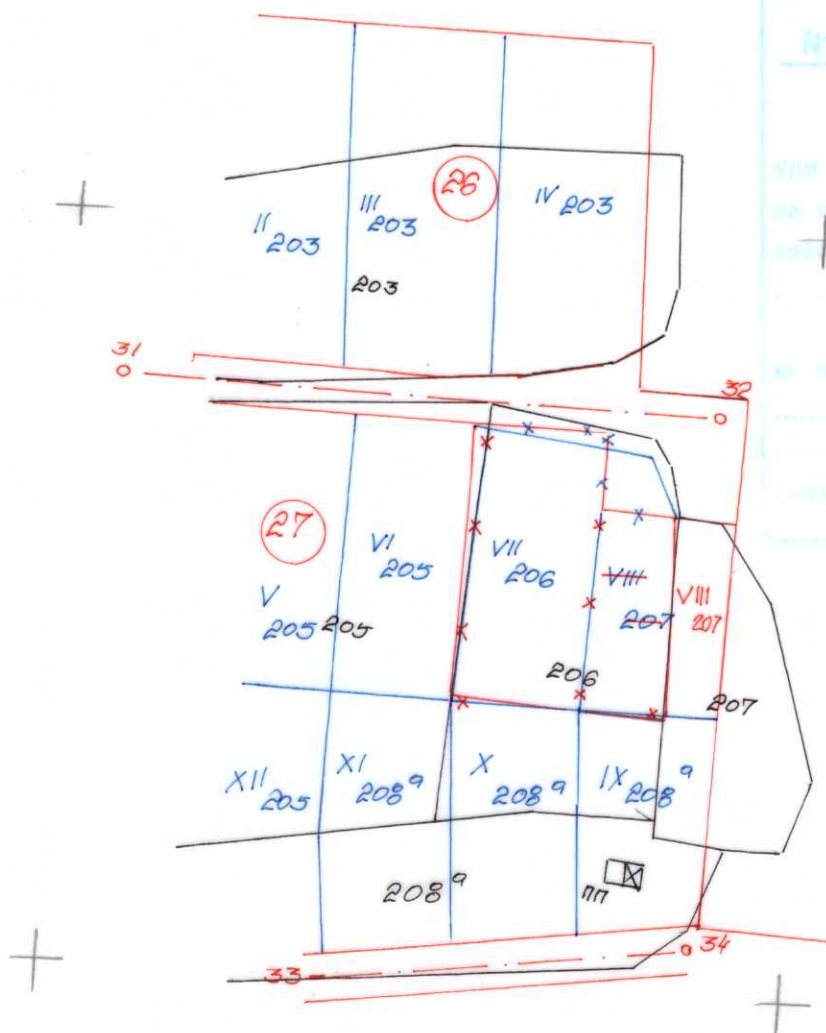 26
II 203
III 203
IV 203
203
31
32
27
VI 205
VII 206
V 205
205
VIII 207
VIII 207
206
207
XII 205
XI 208а
X 208а
IX 208а
208а
пп
33
34